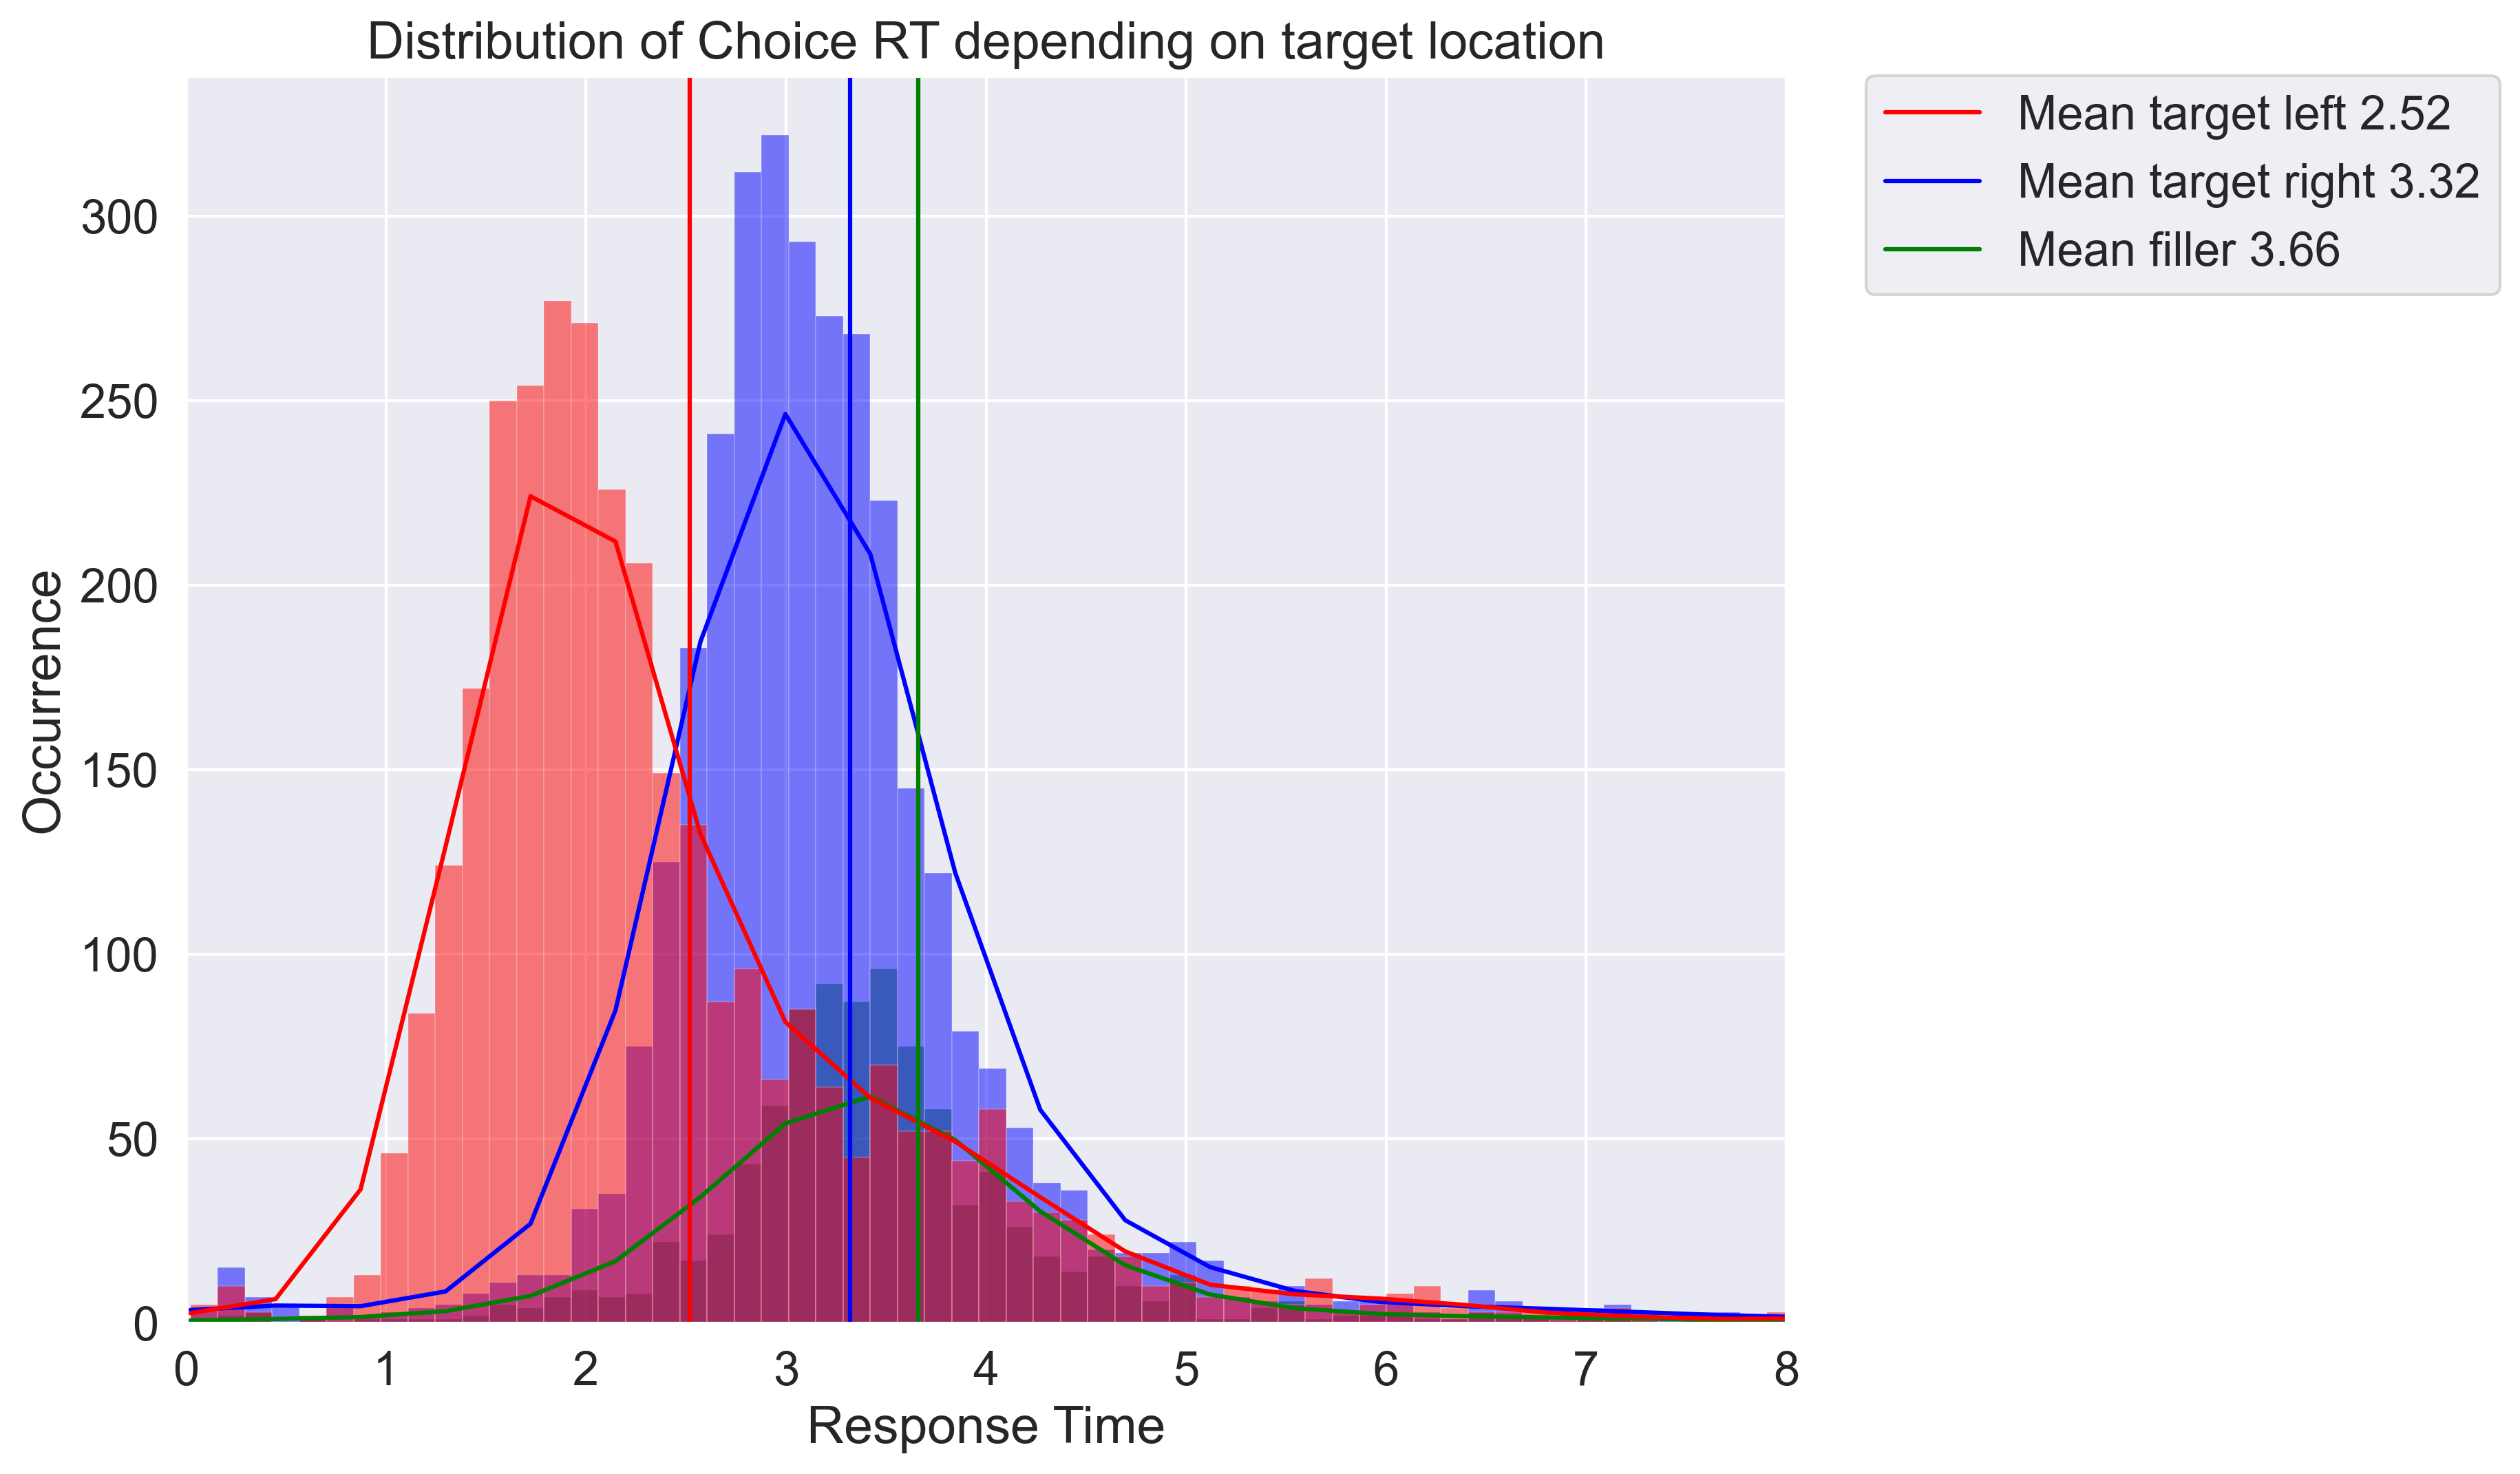 Distribution of Choice RT depending on target location
Mean target left 2.52
Mean target right 3.32
Mean filler 3.66
Occurrence
300
250
200
150
100
50
0
0 1 2 3 4 5 6 7 8
Response Time